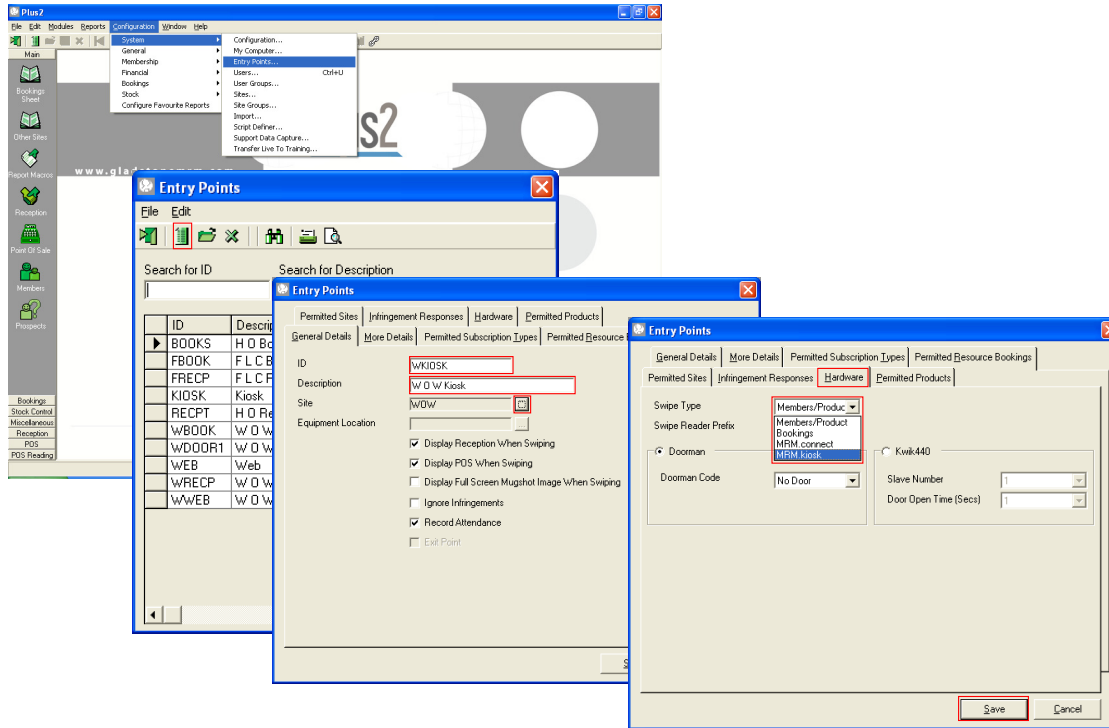 Plus2
File Edit Modules Reports Configuration Window Help
Main
Bookings
Sheet
Other Sites
Report Macros
Reception
Point Of Sale
Members
Prospects
Bookings
Stock Control
Miscellaneous
Reception
POS
POS Reading
System
General
Membership
Financial
Bookings
Stock
Configure Favourite Reports
Configuration...
My Computer...
Entry Points...
Users... Ctrl+U
User Groups...
Sites...
Site Groups...
Import...
Script Definer...
Support Data Capture...
Transfer Live To Training...
s2
Entry Points
File Edit
Search for ID Search for Description
ID Descrip
BOOKS H O Bo
FBOOK F L C B
FRECP F L C F
KIOSK Kiosk
RECPT H O Re
WBOOK W O W
WDOOR1 W O W
WEB Web
WRECP W O W
WWEB W O W
Entry Points
Permitted Sites Infringement Responses Hardware Permitted Products
General Details More Details Permitted Subscription Types Permitted Resource
ID WKIOSK
Description W O W Kiosk
Site WOW
Equipment Location
Display Reception When Swiping
Display POS When Swiping
Display Full Screen Mugshot Image When Swiping
Ignore Infringements
Record Attendance
Exit Point
Entry Points
General Details More Details Permitted Subscription Types Permitted Resource Bookings
Permitted Sites Infringement Responses Hardware Permitted Products
Swipe Type Members/Produc
Members/Product
Bookings
MRM.connect
MRM.kiosk
Swipe Reader Prefix
Doorman Kwik440
Doorman Code No Door
Slave Number 1
Door Open Time (Secs) 1
Save Cancel